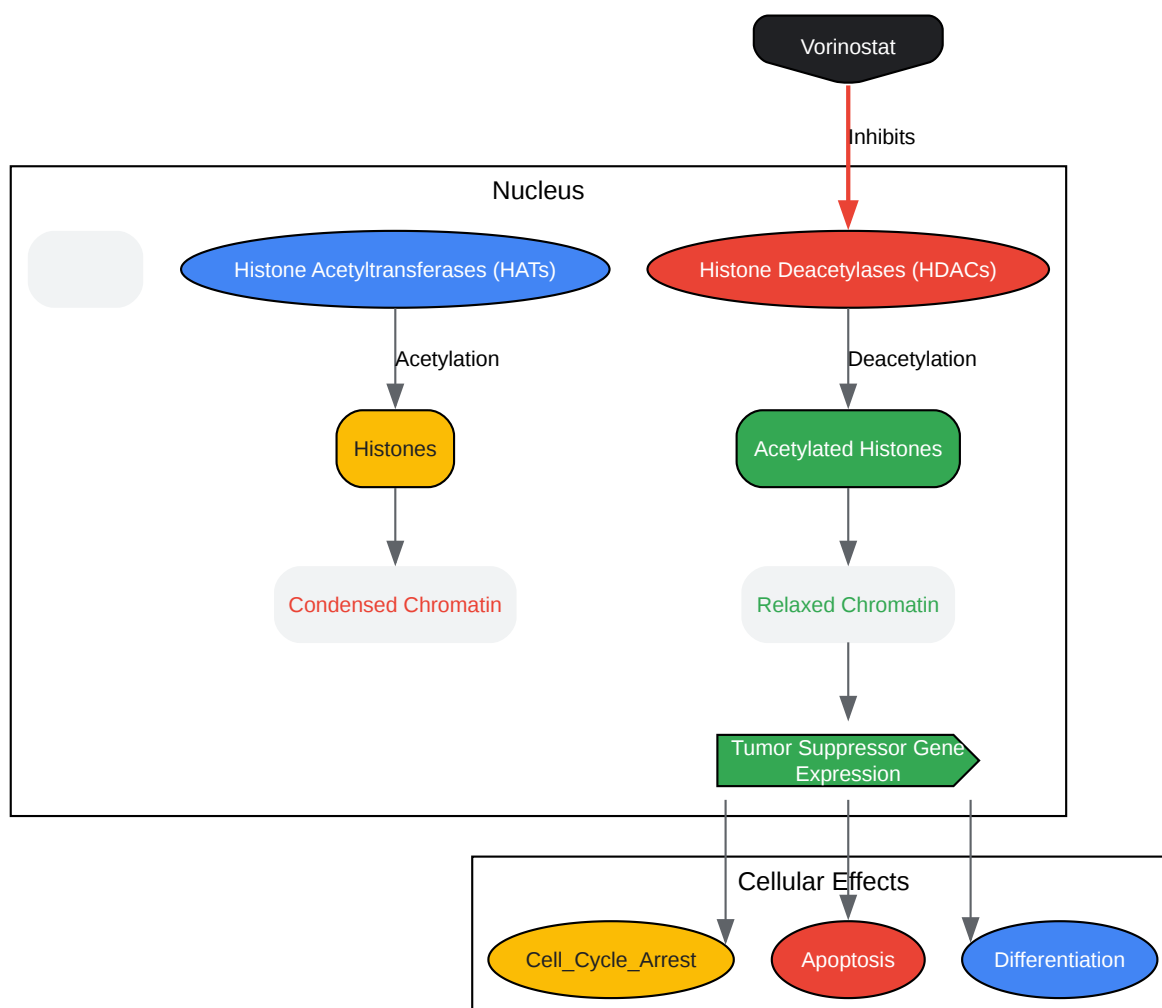 Vorinostat
Inhibits
Nucleus
Histone Acetyltransferases (HATs)
Histone Deacetylases (HDACs)
Acetylation
Deacetylation
Histones
Acetylated Histones
Condensed Chromatin
Relaxed Chromatin
Tumor Suppressor Gene
Expression
Cellular Effects
Cell_Cycle_Arrest
Apoptosis
Differentiation